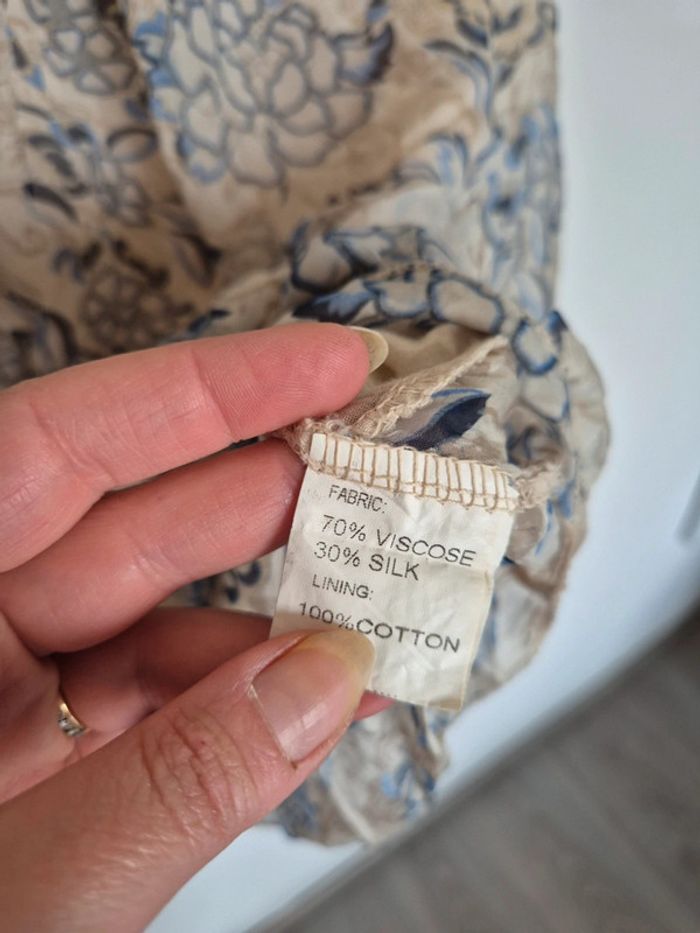 FABRIC:
70% VISCOSE
30% SILK
LINING:
100% COTTON